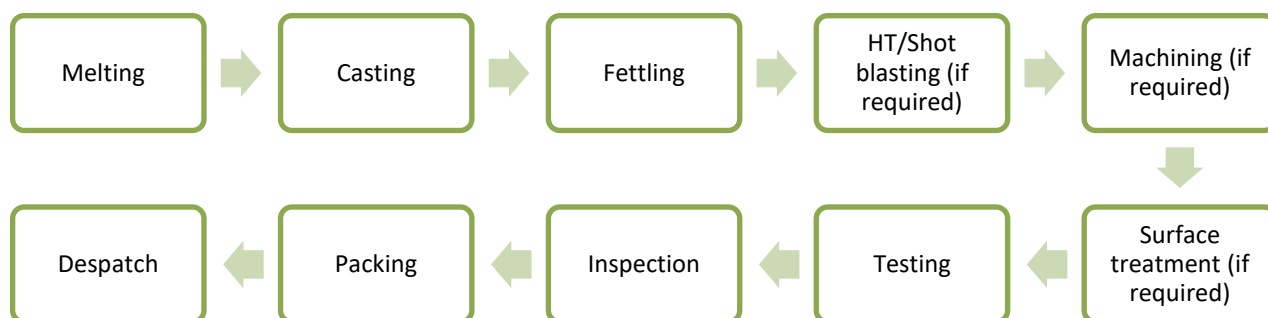 Melting
Casting
Fettling
HT/Shot
blasting (if
required)
Machining (if
required)
Surface
treatment (if
required)
Testing
Inspection
Packing
Despatch